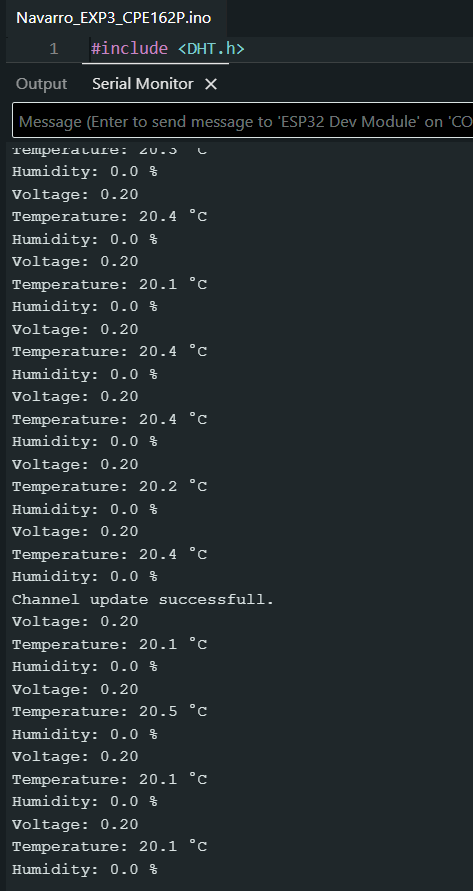 Navarro_EXP3_CPE162P.ino
1 #include <DHT.h>
Output Serial Monitor ×
Message (Enter to send message to 'ESP32 Dev Module' on 'CO
Temperature: 20.3 °C
Humidity: 0.0 %
Voltage: 0.20
Temperature: 20.4 °C
Humidity: 0.0 %
Voltage: 0.20
Temperature: 20.1 °C
Humidity: 0.0 %
Voltage: 0.20
Temperature: 20.4 °C
Humidity: 0.0 %
Voltage: 0.20
Temperature: 20.4 °C
Humidity: 0.0 %
Voltage: 0.20
Temperature: 20.2 °C
Humidity: 0.0 %
Voltage: 0.20
Temperature: 20.4 °C
Humidity: 0.0 %
Channel update successfull.
Voltage: 0.20
Temperature: 20.1 °C
Humidity: 0.0 %
Voltage: 0.20
Temperature: 20.5 °C
Humidity: 0.0 %
Voltage: 0.20
Temperature: 20.1 °C
Humidity: 0.0 %
Voltage: 0.20
Temperature: 20.1 °C
Humidity: 0.0 %